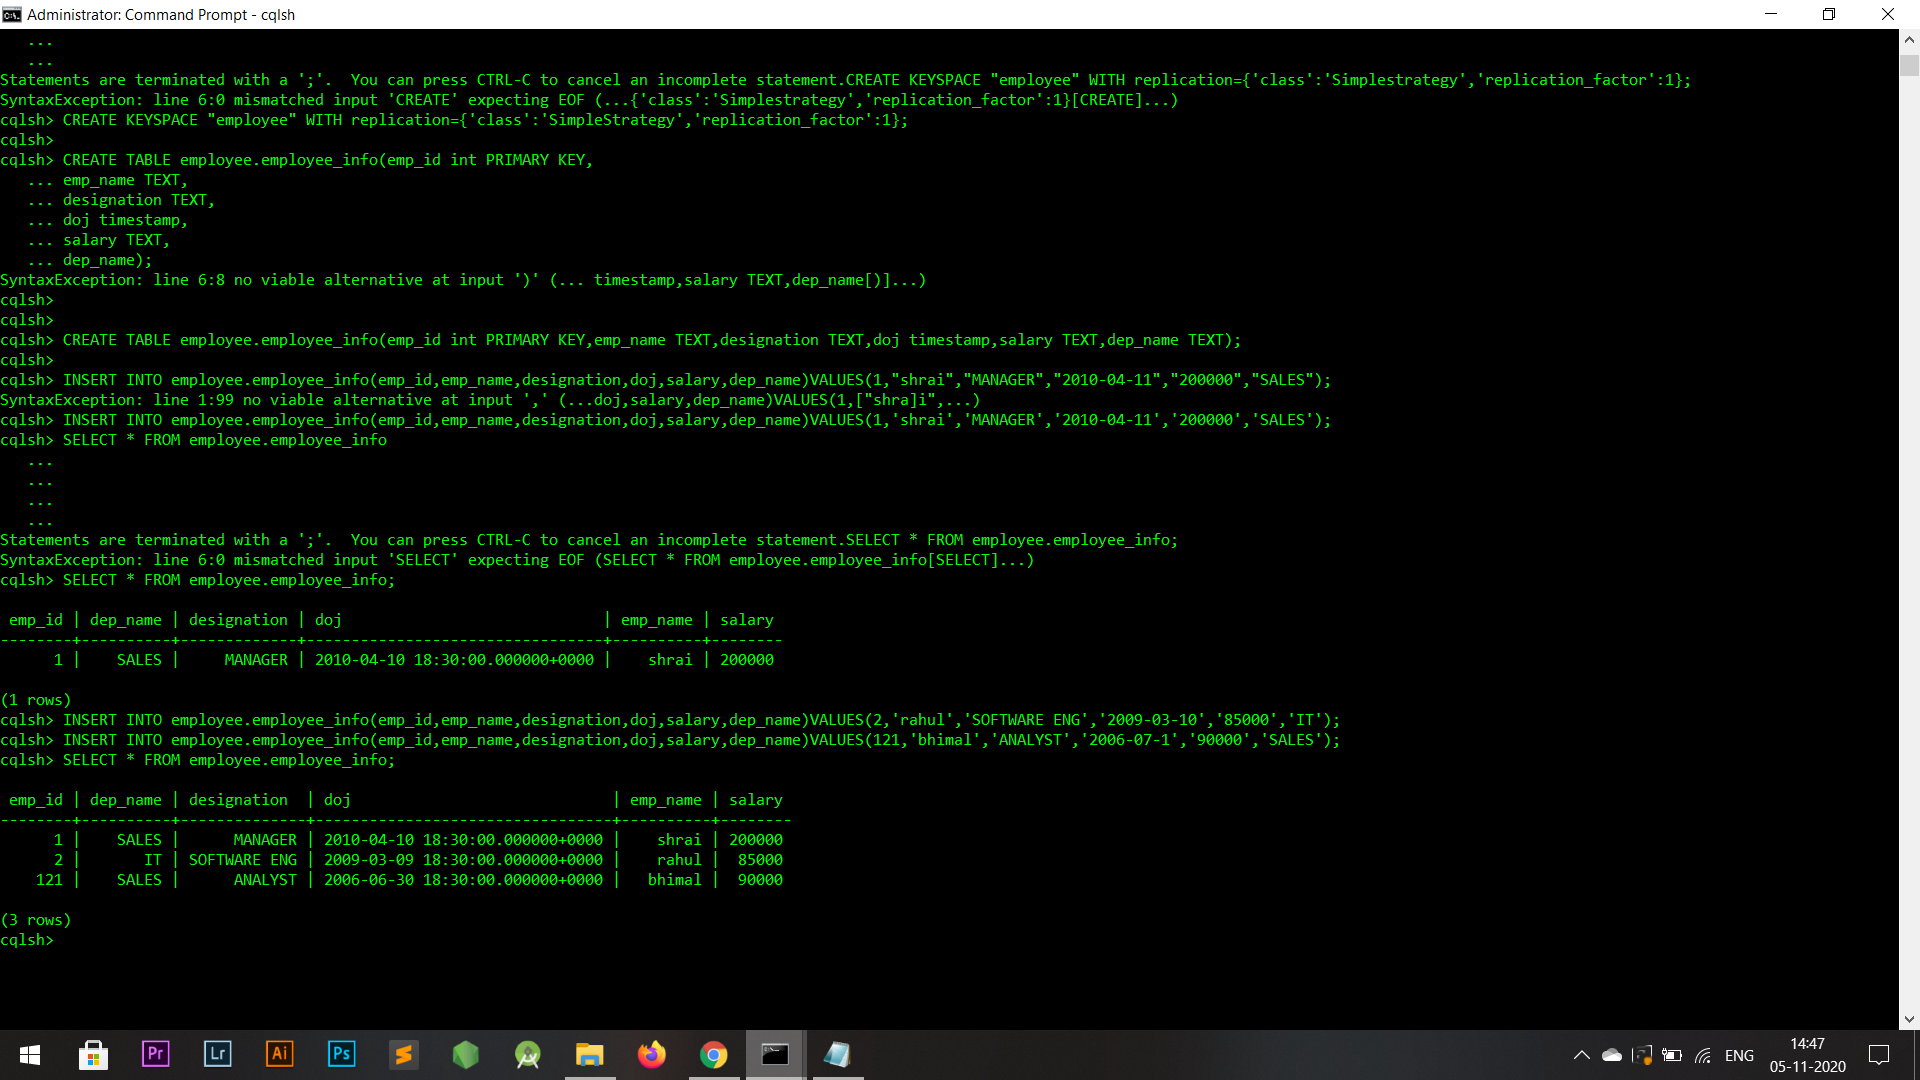 Administrator: Command Prompt - cqlsh
...
...
Statements are terminated with a ';'.  You can press CTRL-C to cancel an incomplete statement.CREATE KEYSPACE "employee" WITH replication={'class':'Simplestrategy','replication_factor':1};
SyntaxException: line 6:0 mismatched input 'CREATE' expecting EOF (...{'class':'Simplestrategy','replication_factor':1}[CREATE]...)
cqlsh> CREATE KEYSPACE "employee" WITH replication={'class':'SimpleStrategy','replication_factor':1};
cqlsh>
cqlsh> CREATE TABLE employee.employee_info(emp_id int PRIMARY KEY,
... emp_name TEXT,
... designation TEXT,
... doj timestamp,
... salary TEXT,
... dep_name);
SyntaxException: line 6:8 no viable alternative at input ')' (... timestamp,salary TEXT,dep_name[)]...)
cqlsh>
cqlsh>
cqlsh> CREATE TABLE employee.employee_info(emp_id int PRIMARY KEY,emp_name TEXT,designation TEXT,doj timestamp,salary TEXT,dep_name TEXT);
cqlsh>
cqlsh> INSERT INTO employee.employee_info(emp_id,emp_name,designation,doj,salary,dep_name)VALUES(1,"shrai","MANAGER","2010-04-11","200000","SALES");
SyntaxException: line 1:99 no viable alternative at input ',' (...doj,salary,dep_name)VALUES(1,["shra]i",...)
cqlsh> INSERT INTO employee.employee_info(emp_id,emp_name,designation,doj,salary,dep_name)VALUES(1,'shrai','MANAGER','2010-04-11','200000','SALES');
cqlsh> SELECT * FROM employee.employee_info
...
...
...
...
Statements are terminated with a ';'.  You can press CTRL-C to cancel an incomplete statement.SELECT * FROM employee.employee_info;
SyntaxException: line 6:0 mismatched input 'SELECT' expecting EOF (SELECT * FROM employee.employee_info[SELECT]...)
cqlsh> SELECT * FROM employee.employee_info;
emp_id | dep_name | designation | doj | emp_name | salary
--------+----------+-------------+---------------------------------+----------+--------
1 | SALES | MANAGER | 2010-04-10 18:30:00.000000+0000 | shrai | 200000
(1 rows)
cqlsh> INSERT INTO employee.employee_info(emp_id,emp_name,designation,doj,salary,dep_name)VALUES(2,'rahul','SOFTWARE ENG','2009-03-10','85000','IT');
cqlsh> INSERT INTO employee.employee_info(emp_id,emp_name,designation,doj,salary,dep_name)VALUES(121,'bhimal','ANALYST','2006-07-1','90000','SALES');
cqlsh> SELECT * FROM employee.employee_info;
emp_id | dep_name | designation | doj | emp_name | salary
--------+----------+--------------+---------------------------------+----------+--------
1 | SALES | MANAGER | 2010-04-10 18:30:00.000000+0000 | shrai | 200000
2 | IT | SOFTWARE ENG | 2009-03-09 18:30:00.000000+0000 | rahul | 85000
121 | SALES | ANALYST | 2006-06-30 18:30:00.000000+0000 | bhimal | 90000
(3 rows)
cqlsh>
Pr Lr Ai Ps ENG 14:47
05-11-2020